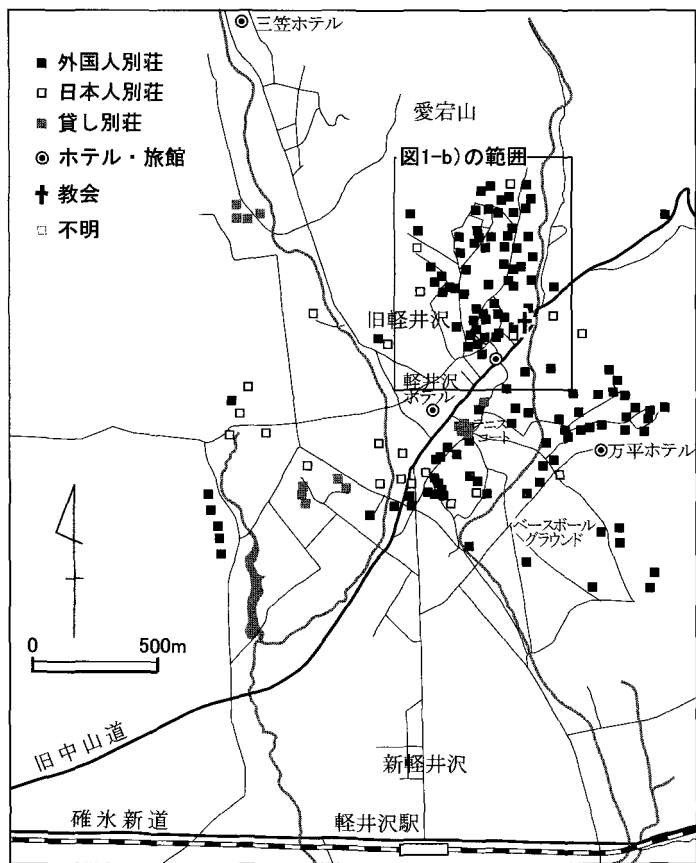 三笠ホテル
外国人別荘
日本人別荘
貸し別荘
ホテル・旅館
教会
不明
愛宕山
図1-b)の範囲
旧軽井沢
軽井沢
ホテル
テニス
コート
万平ホテル
ベースボール
グラウンド
0 500m
旧中山道
新軽井沢
碓氷新道
軽井沢駅